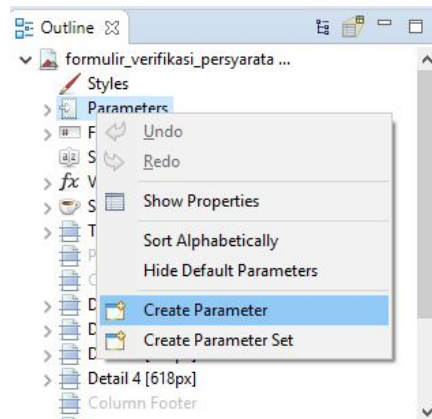 Outline
formulir_verifikasi_persyarata ...
Styles
Parameters
F
Undo
S
Redo
fx V
S
Show Properties
T
Sort Alphabetically
P
Hide Default Parameters
C
D
Create Parameter
D
Create Parameter Set
D
Detail 4 [618px]
Column Footer